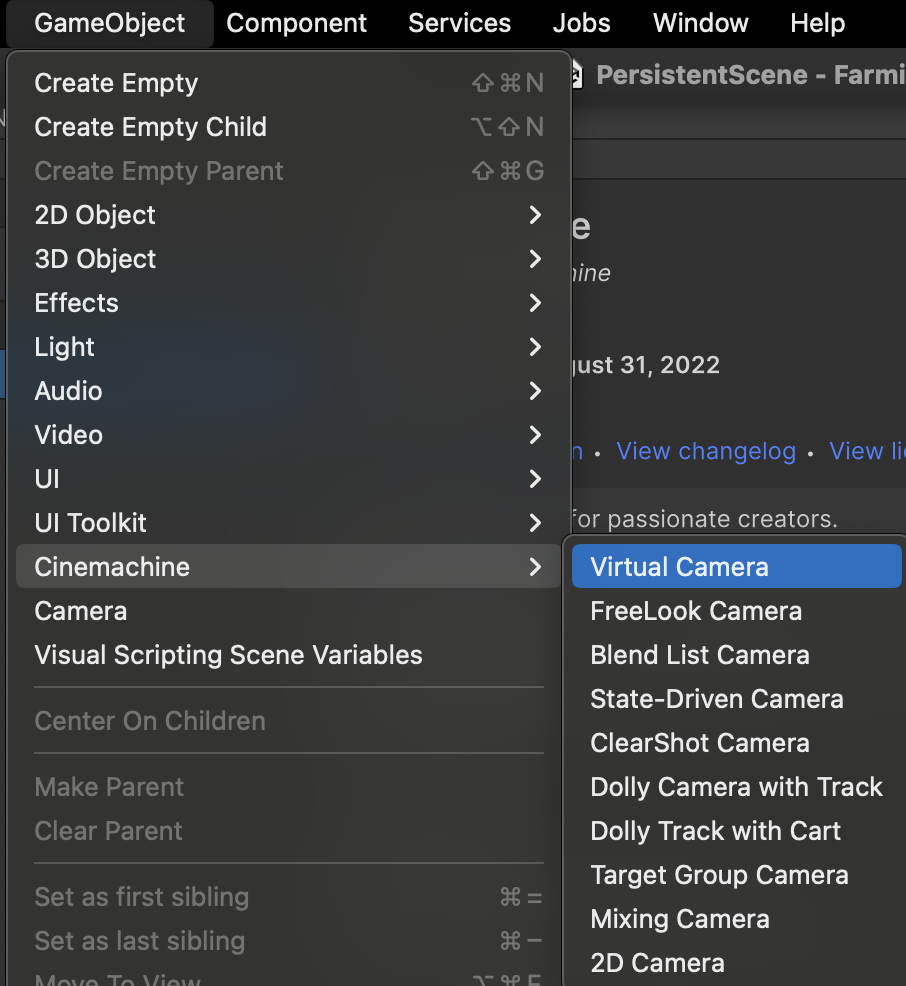 GameObject Component Services Jobs Window Help
PersistentScene - Farmi
Create Empty ⇧⌘N
Create Empty Child ⌥⇧N
Create Empty Parent ⇧⌘G
2D Object
3D Object
Effects
Light
Audio
Video
UI
UI Toolkit
Cinemachine
Camera
Visual Scripting Scene Variables
Center On Children
Make Parent
Clear Parent
Set as first sibling ⌘=
Set as last sibling ⌘−
Move To View ⌥⌘F
e
hine
gust 31, 2022
n • View changelog • View li
for passionate creators.
Virtual Camera
FreeLook Camera
Blend List Camera
State-Driven Camera
ClearShot Camera
Dolly Camera with Track
Dolly Track with Cart
Target Group Camera
Mixing Camera
2D Camera